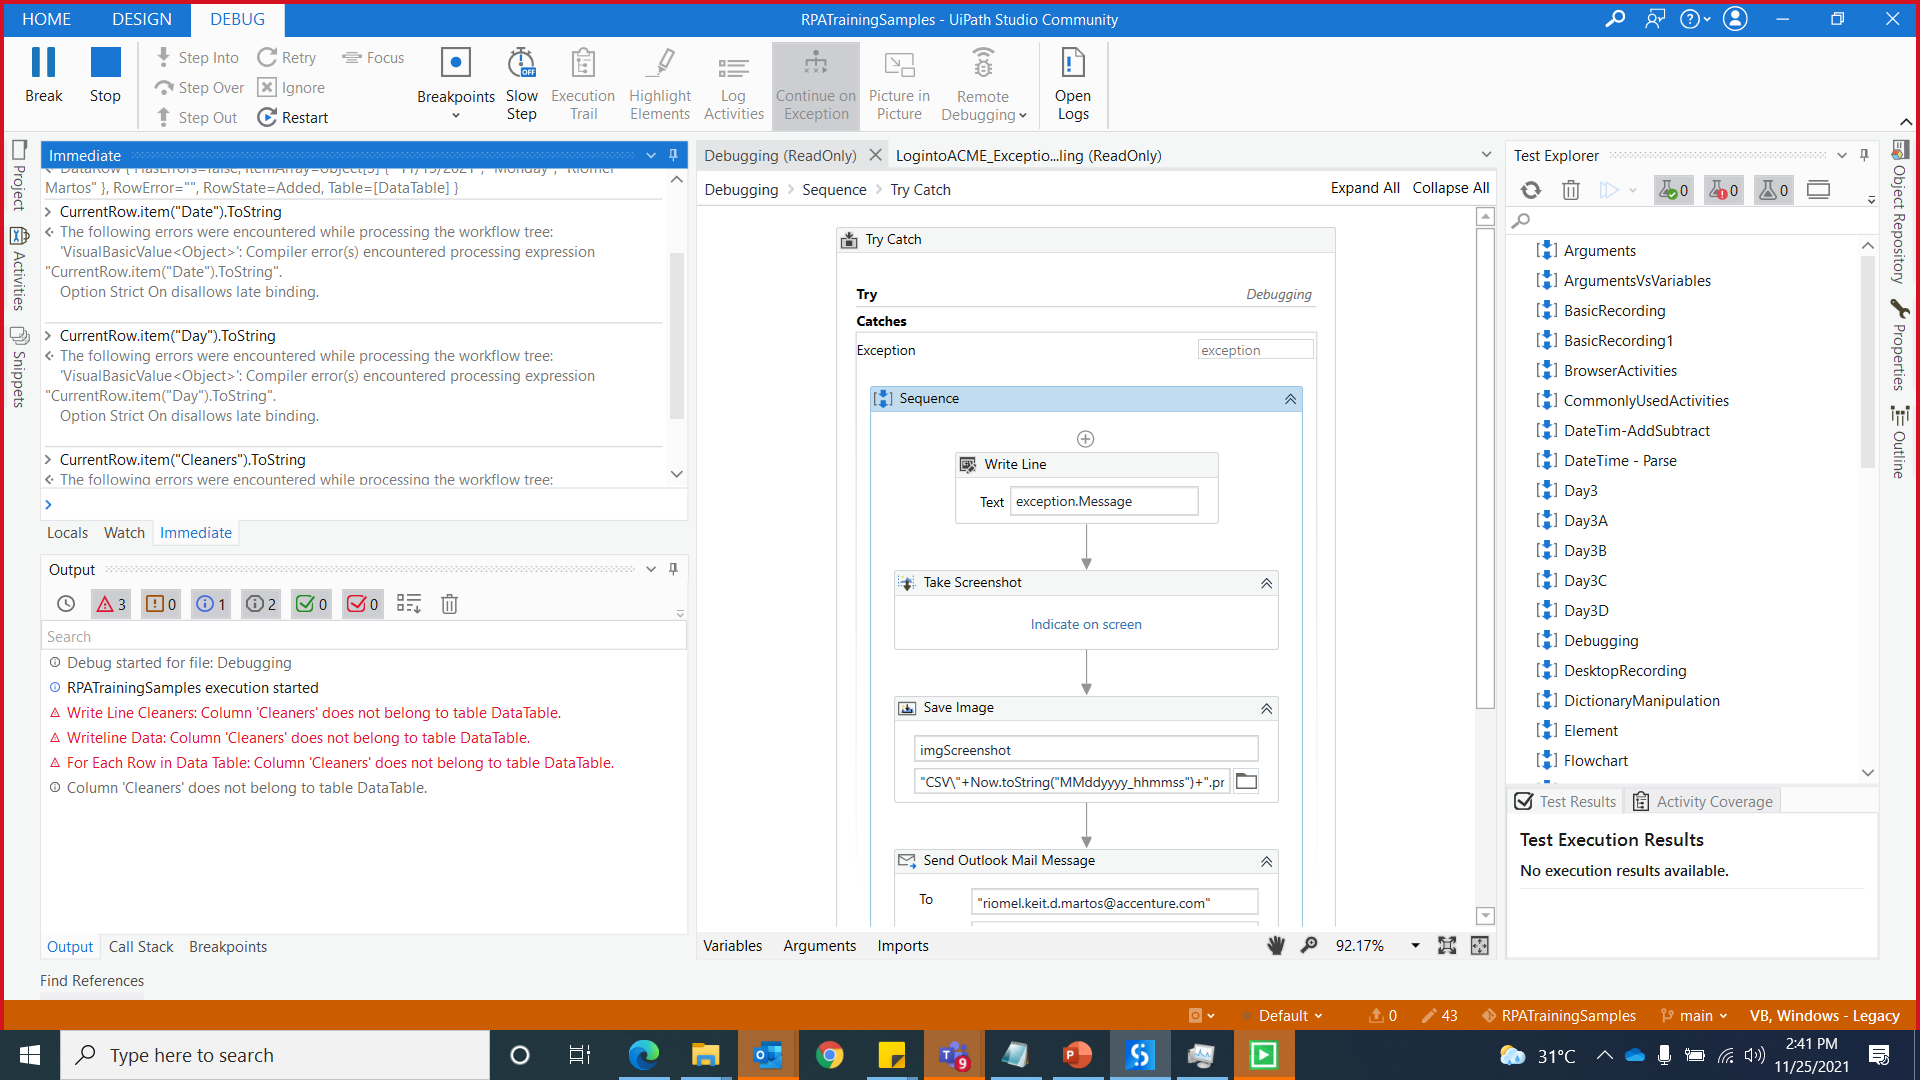 HOME DESIGN DEBUG
RPATrainingSamples - UiPath Studio Community
Break
Stop
Step Into
Step Over
Step Out
Retry
Ignore
Restart
Focus
Breakpoints
Slow
Step
Execution
Trail
Highlight
Elements
Log
Activities
Continue on
Exception
Picture in
Picture
Remote
Debugging
Open
Logs
Project
Activities
Snippets
Immediate
DataRow { HasErrors=false, ItemArray=object[3] { "11/15/2021", "Monday", "Riomel
Martos" }, RowError="", RowState=Added, Table=[DataTable] }
CurrentRow.item("Date").ToString
The following errors were encountered while processing the workflow tree:
'VisualBasicValue<Object>': Compiler error(s) encountered processing expression
"CurrentRow.item("Date").ToString".
Option Strict On disallows late binding.
CurrentRow.item("Day").ToString
The following errors were encountered while processing the workflow tree:
'VisualBasicValue<Object>': Compiler error(s) encountered processing expression
"CurrentRow.item("Day").ToString".
Option Strict On disallows late binding.
CurrentRow.item("Cleaners").ToString
The following errors were encountered while processing the workflow tree:
Locals Watch Immediate
Output
3 0 1 2 0 0
Search
Debug started for file: Debugging
RPATrainingSamples execution started
Write Line Cleaners: Column 'Cleaners' does not belong to table DataTable.
Writeline Data: Column 'Cleaners' does not belong to table DataTable.
For Each Row in Data Table: Column 'Cleaners' does not belong to table DataTable.
Column 'Cleaners' does not belong to table DataTable.
Output Call Stack Breakpoints
Find References
Debugging (ReadOnly)
LogintoACME_Exceptio...ling (ReadOnly)
Debugging > Sequence > Try Catch
Expand All Collapse All
Try Catch
Try
Debugging
Catches
Exception
exception
Sequence
Write Line
Text exception.Message
Take Screenshot
Indicate on screen
Save Image
imgScreenshot
"CSV\"+Now.toString("MMddyyyy_hhmmss")+".pr
Send Outlook Mail Message
To "riomel.keit.d.martos@accenture.com"
Variables Arguments Imports
92.17%
Test Explorer
0 0 0
Arguments
ArgumentsVsVariables
BasicRecording
BasicRecording1
BrowserActivities
CommonlyUsedActivities
DateTim-AddSubtract
DateTime - Parse
Day3
Day3A
Day3B
Day3C
Day3D
Debugging
DesktopRecording
DictionaryManipulation
Element
Flowchart
Test Results Activity Coverage
Test Execution Results
No execution results available.
Object Repository
Properties
Outline
Default
0
43
RPATrainingSamples
main
VB, Windows - Legacy
Type here to search
9
31°C
2:41 PM
11/25/2021